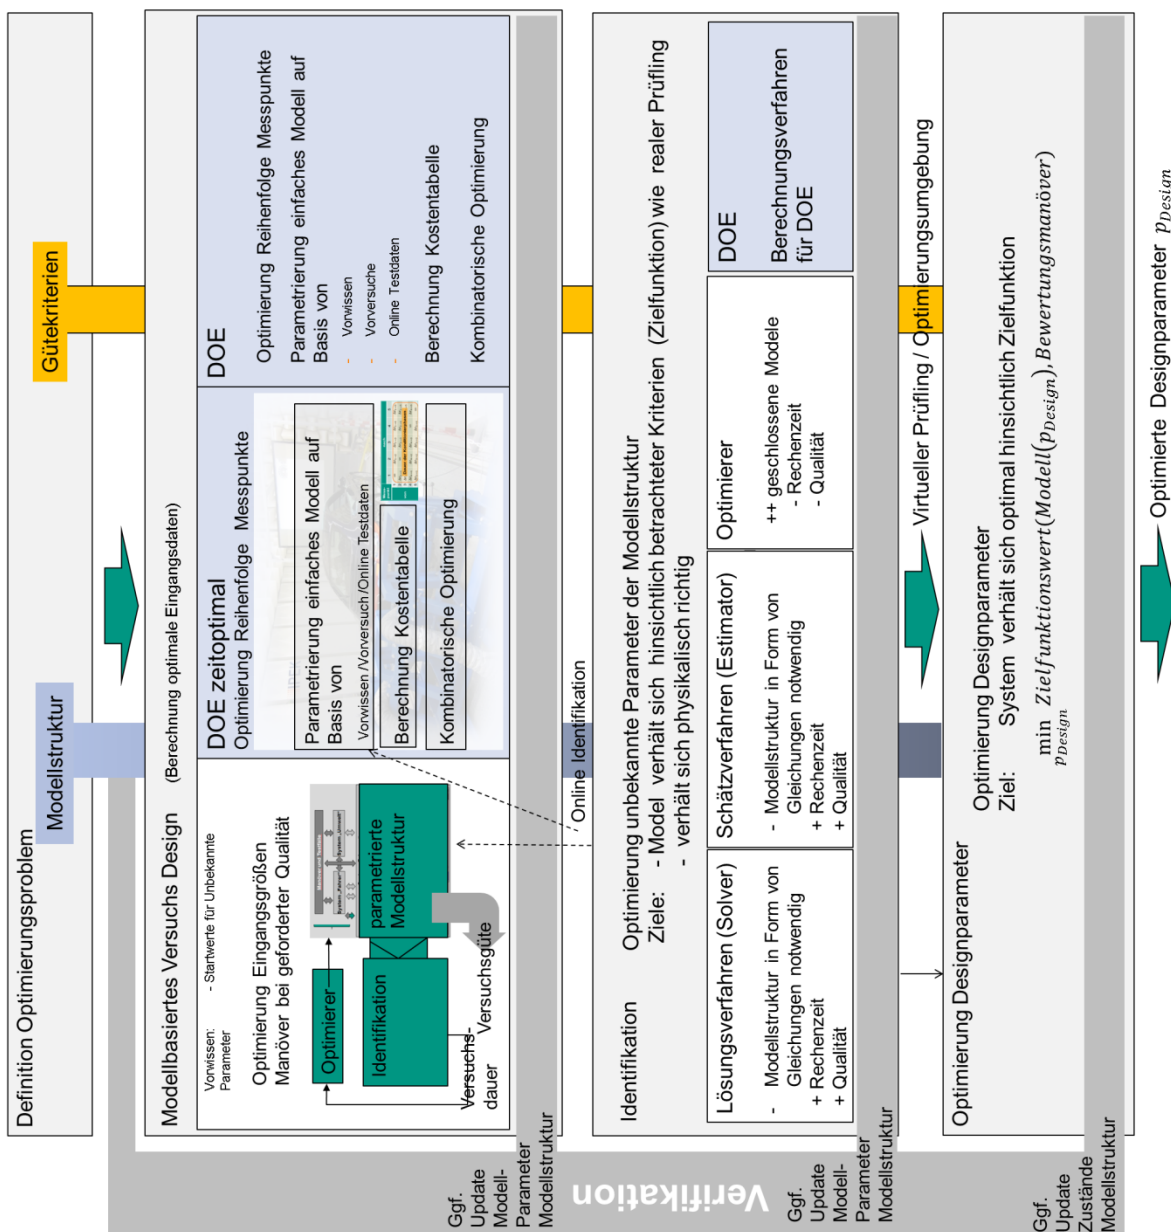 Definition Optimierungsproblem
Modellstruktur
Gütekriterien
Modellbasiertes Versuchs Design (Berechnung optimale Eingangsdaten)
Vorwissen: - Startwerte für Unbekannte
Parameter
Optimierung Eingangsgrößen
Manöver bei geforderter Qualität
Optimierer
Identifikation
parametrierte
Modellstruktur
Versuchs-
dauer
Versuchsgüte
DOE zeitoptimal
Optimierung Reihenfolge Messpunkte
Parametrierung einfaches Modell auf
Basis von
Vorwissen/Vorversuch/Online Testdaten
Berechnung Kostentabelle
Kombinatorische Optimierung
DOE
Optimierung Reihenfolge Messpunkte
Parametrierung einfaches Modell auf
Basis von
- Vorwissen
- Vorversuche
- Online Testdaten
Berechnung Kostentabelle
Kombinatorische Optimierung
Ggf.
Update
Modell-
Parameter
Modellstruktur
Online Identifikation
Identifikation
Optimierung unbekannte Parameter der Modellstruktur
Ziele: - Model verhält sich hinsichtlich betrachteter Kriterien (Zielfunktion) wie realer Prüfling
- verhält sich physikalisch richtig
Lösungsverfahren (Solver)
- Modellstruktur in Form von
Gleichungen notwendig
+ Rechenzeit
+ Qualität
Schätzverfahren (Estimator)
- Modellstruktur in Form von
Gleichungen notwendig
+ Rechenzeit
+ Qualität
Optimierer
++ geschlossene Modele
- Rechenzeit
- Qualität
DOE
Berechnungsverfahren
für DOE
Verifikation
Ggf.
Update
Modell-
Parameter
Modellstruktur
Virtueller Prüfling / Optimierungsumgebung
Optimierung Designparameter
Optimierung Designparameter
Ziel: System verhält sich optimal hinsichtlich Zielfunktion
min Zielfunktionswert(Modell(pDesign), Bewertungsmanöver)
pDesign
Ggf.
Update
Zustände
Modellstruktur
Optimierte Designparameter pDesign